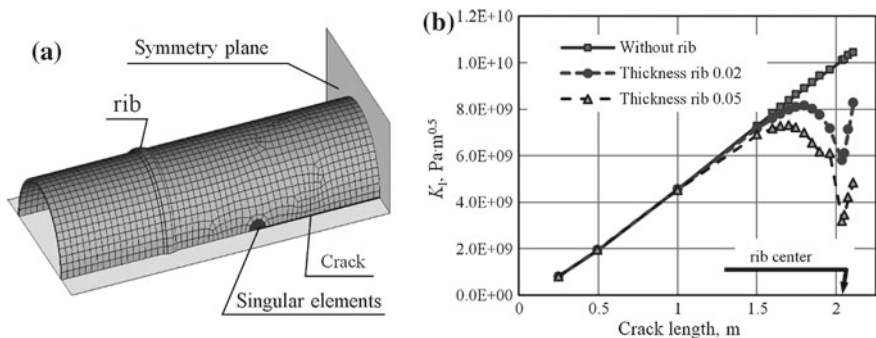 (a)
Symmetry plane
rib
Crack
Singular elements
(b)
1.2E+10
1.0E+10
8.0E+09
6.0E+09
4.0E+09
2.0E+09
0.0E+00
K_I, Pa·m^0.5
Without rib
Thickness rib 0.02
Thickness rib 0.05
rib center
0 0.5 1 1.5 2
Crack length, m